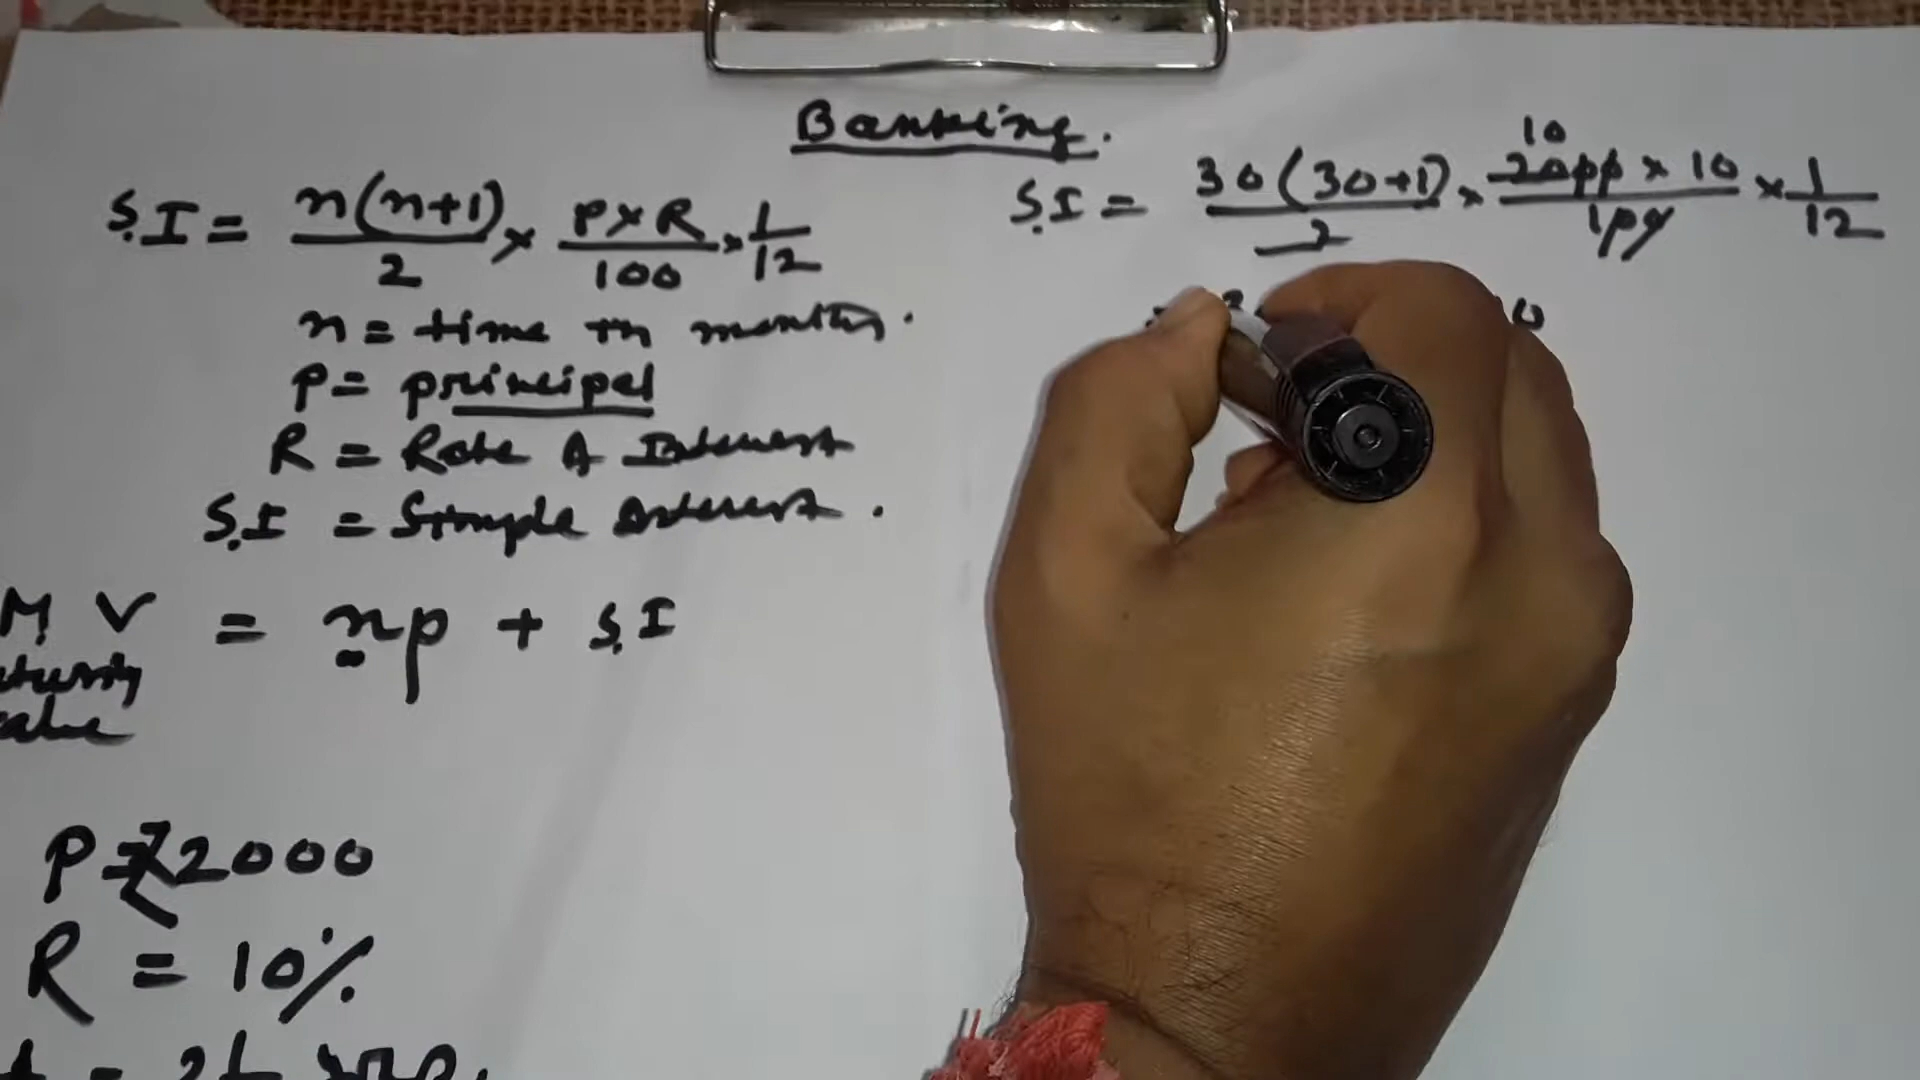 Banking.
S.I = n(n+1)/2 × P×R/100 × 1/12
n = time in months.
P = principal
R = Rate of Interest
S.I = Simple Interest.
M V = np + S.I
P = ₹2000
R = 10%
S.I = 30(30+1)/2 × 2000 × 10/100 × 1/12
10